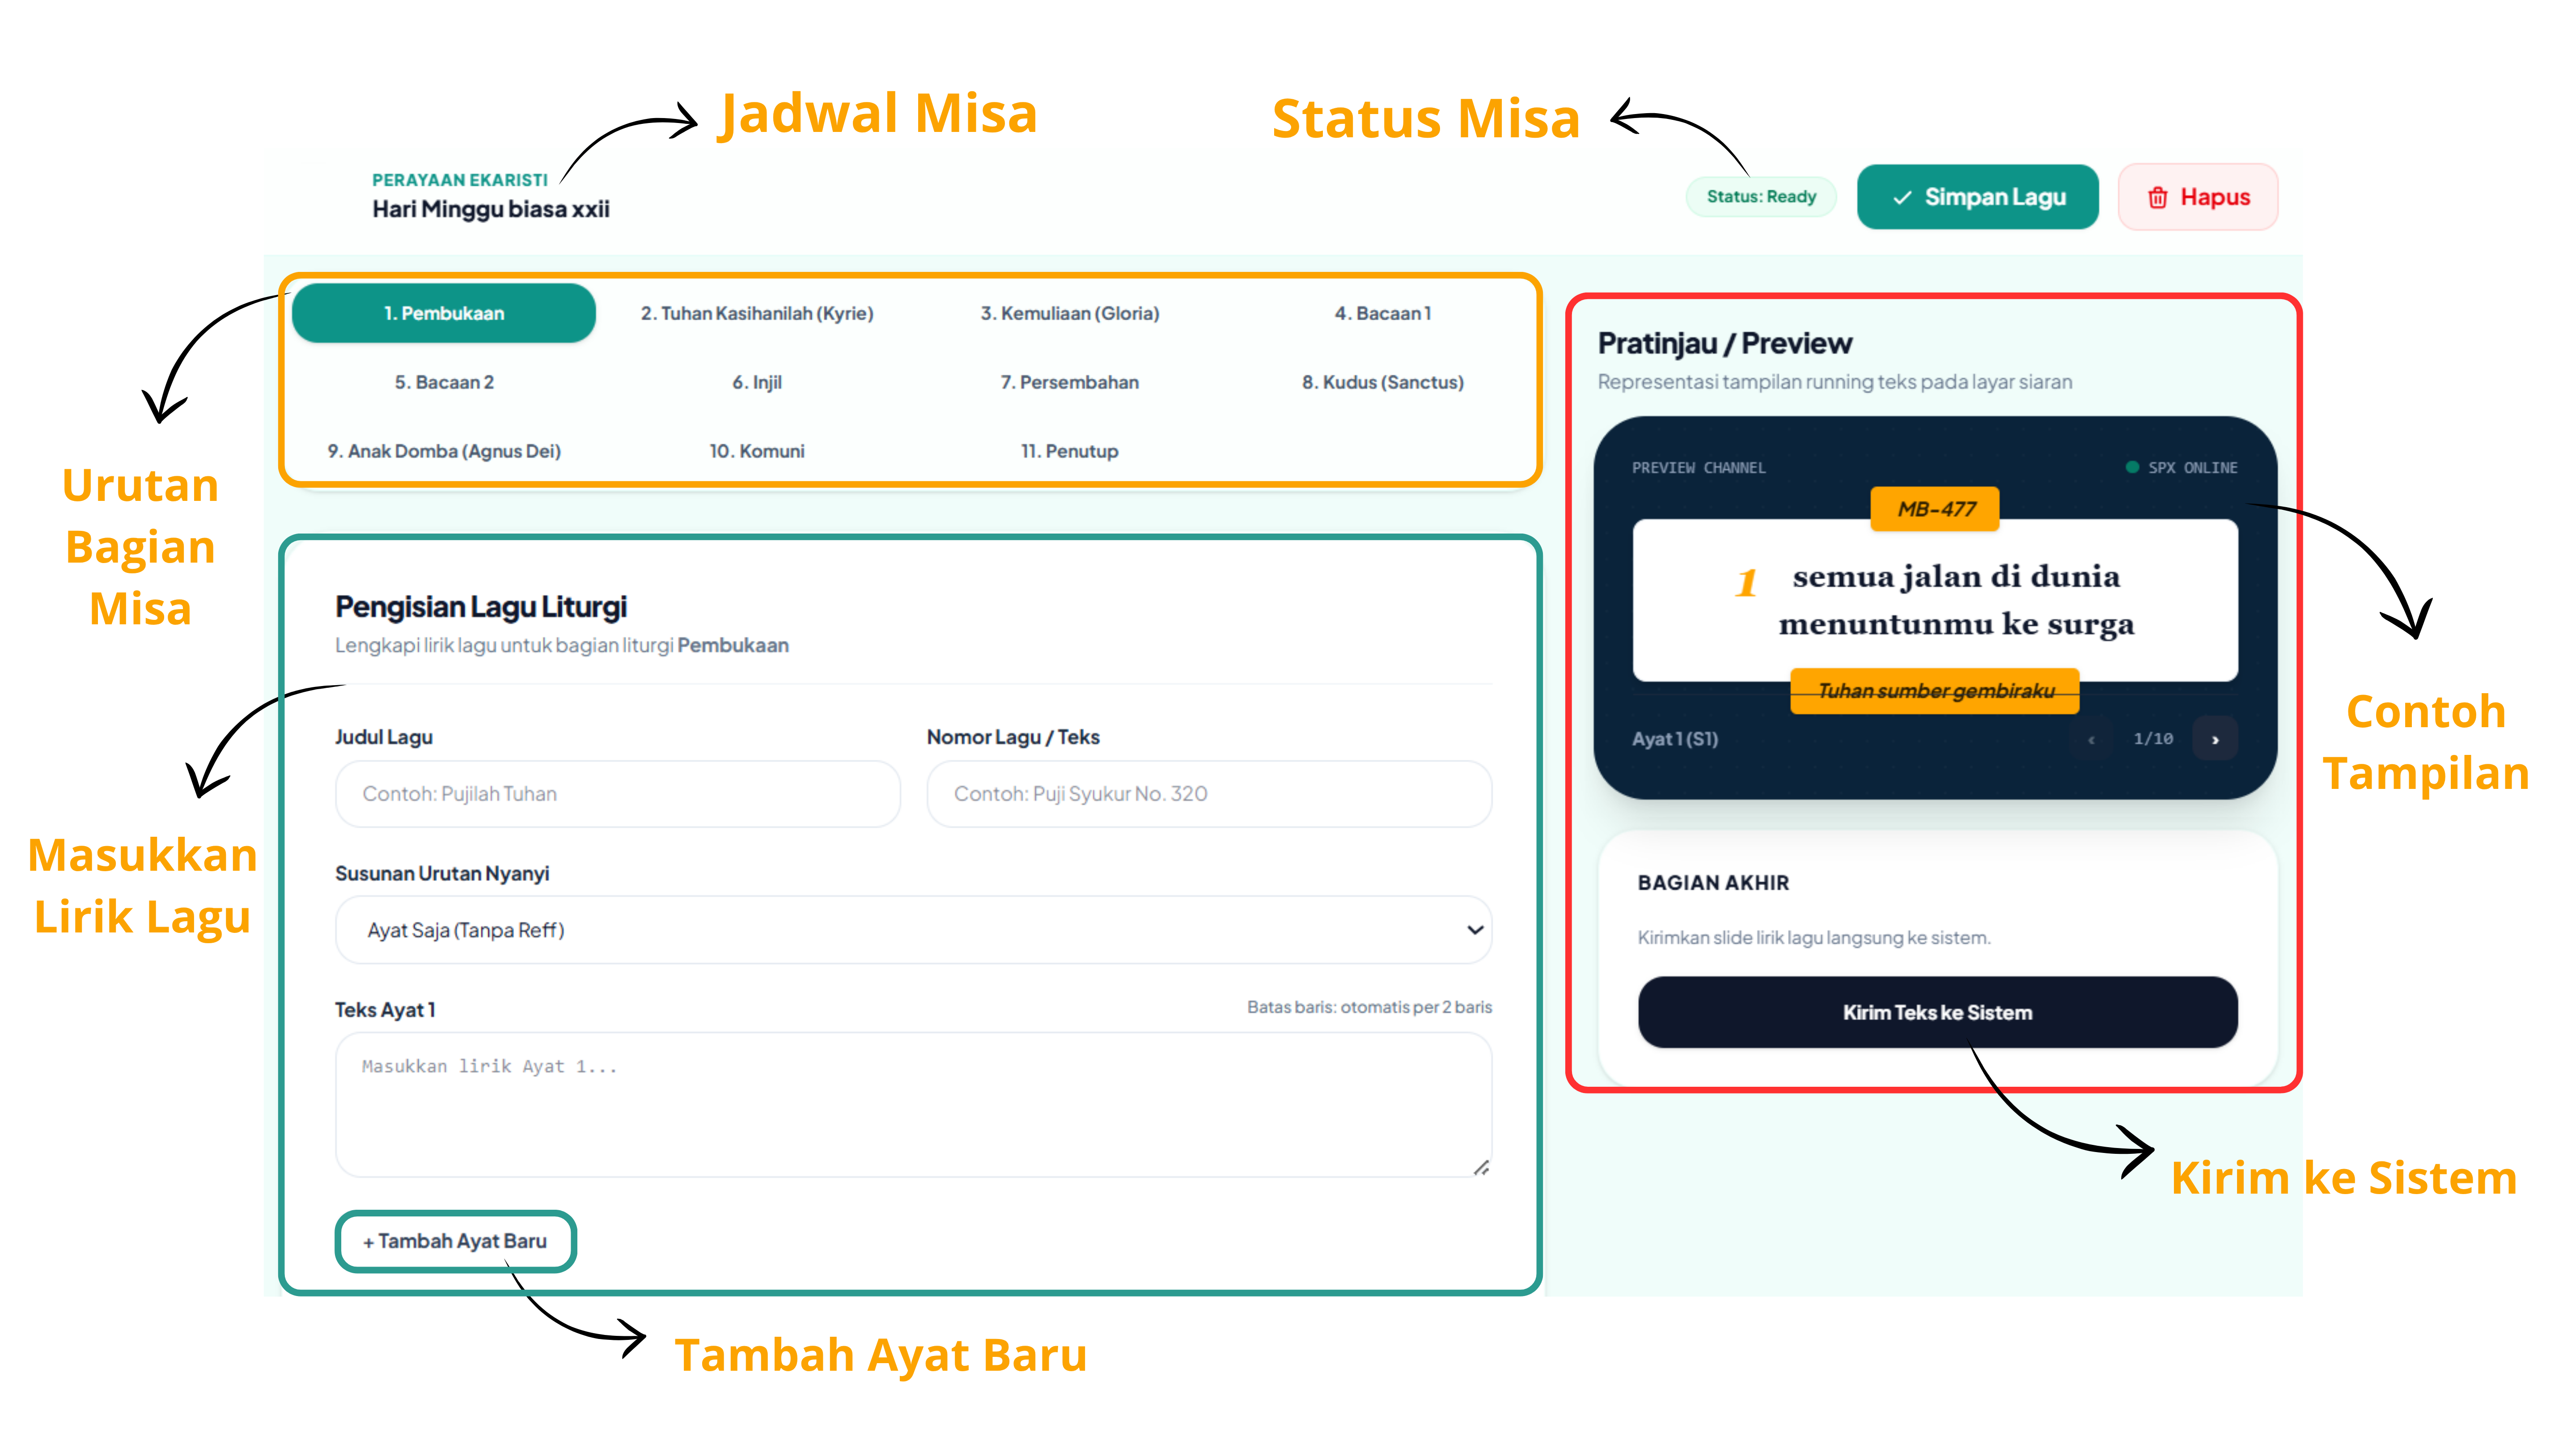 Jadwal Misa
Status Misa
PERAYAAN EKARISTI
Hari Minggu biasa xxii
Status: Ready
Simpan Lagu
Hapus
1. Pembukaan
2. Tuhan Kasihanilah (Kyrie)
3. Kemuliaan (Gloria)
4. Bacaan 1
5. Bacaan 2
6. Injil
7. Persembahan
8. Kudus (Sanctus)
9. Anak Domba (Agnus Dei)
10. Komuni
11. Penutup
Urutan
Bagian
Misa
Pengisian Lagu Liturgi
Lengkapi lirik lagu untuk bagian liturgi Pembukaan
Judul Lagu
Contoh: Pujilah Tuhan
Nomor Lagu / Teks
Contoh: Puji Syukur No. 320
Susunan Urutan Nyanyi
Ayat Saja (Tanpa Reff)
Teks Ayat 1
Batas baris: otomatis per 2 baris
Masukkan lirik Ayat 1...
+ Tambah Ayat Baru
Masukkan
Lirik Lagu
Tambah Ayat Baru
Pratinjau / Preview
Representasi tampilan running teks pada layar siaran
PREVIEW CHANNEL
SPX ONLINE
MB-477
1 semua jalan di dunia
menuntunmu ke surga
Tuhan sumber gembiraku
Ayat 1 (S1)
‹ 1/10 ›
Contoh
Tampilan
BAGIAN AKHIR
Kirimkan slide lirik lagu langsung ke sistem.
Kirim Teks ke Sistem
Kirim ke Sistem